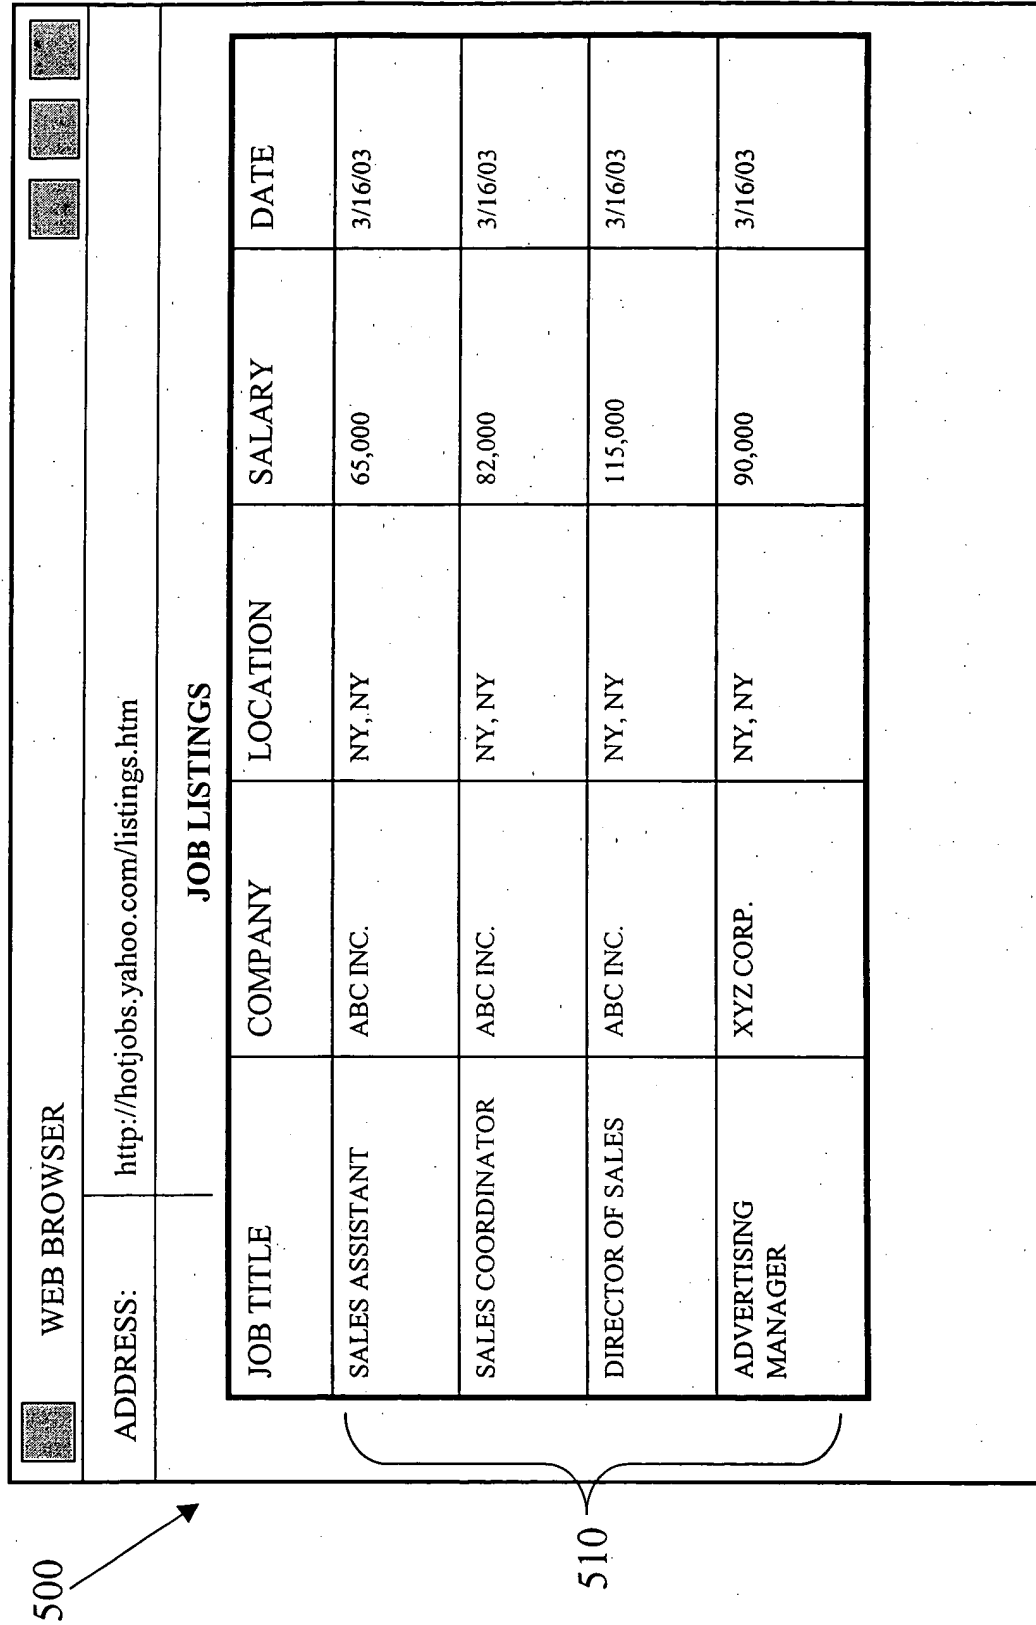 500
WEB BROWSER
ADDRESS: http://hotjobs.yahoo.com/listings.htm
JOB LISTINGS
JOB TITLE COMPANY LOCATION SALARY DATE
SALES ASSISTANT ABC INC. NY, NY 65,000 3/16/03
SALES COORDINATOR ABC INC. NY, NY 82,000 3/16/03
DIRECTOR OF SALES ABC INC. NY, NY 115,000 3/16/03
ADVERTISING XYZ CORP. NY, NY 90,000 3/16/03
MANAGER
510